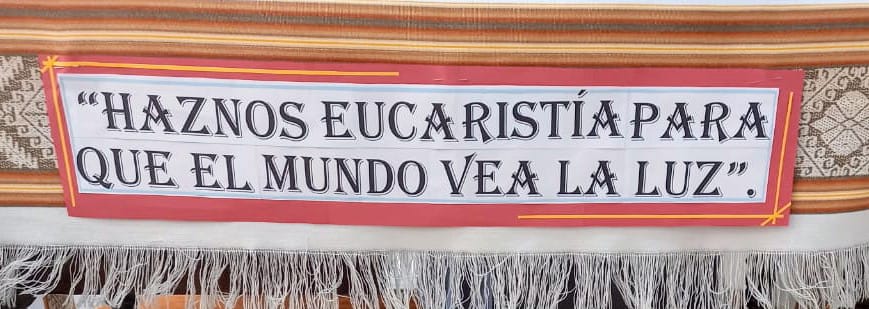 “HAZNOS EUCARISTÍA PARA
QUE EL MUNDO VEA LA LUZ”.